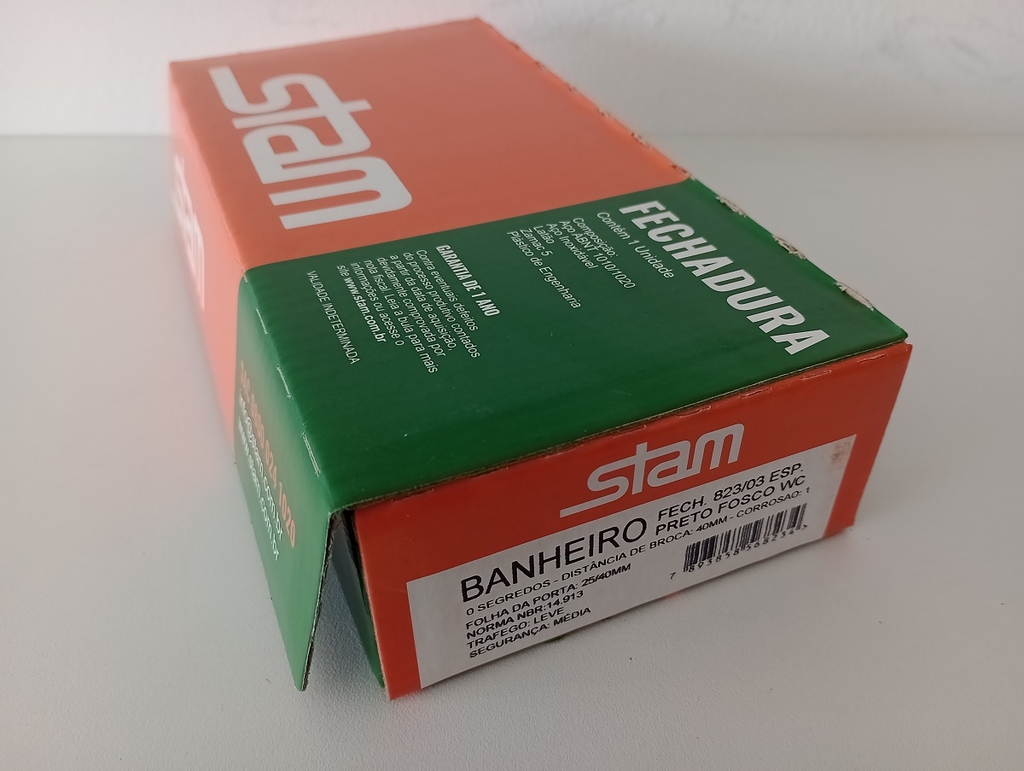 stam
FECHADURA
Contém 1 Unidade
Composição:
Aço ABNT 1010/1020
Aço Inoxidável
Latão
Zamac 5
Plástico de Engenharia
GARANTIA DE 1 ANO
Contra eventuais defeitos
do processo produtivo contados
a partir da data de aquisição,
devidamente comprovada por
nota fiscal. Leia a bula para mais
informações ou acesse o
site www.stam.com.br
VALIDADE INDETERMINADA
stam
stam
BANHEIRO
FECH. 823/03 ESP.
PRETO FOSCO WC
0 SEGREDOS - DISTÂNCIA DE BROCA: 40MM - CORROSAO: 1
FOLHA DA PORTA: 25/40MM
NORMA NBR:14.913
TRAFEGO: LEVE
SEGURANÇA: MÉDIA